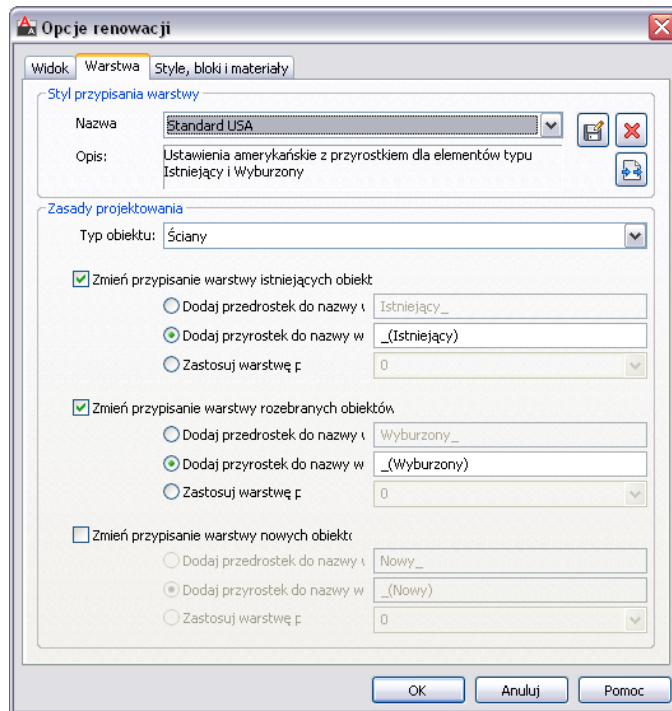 Opcje renowacji
Widok Warstwa Style, bloki i materiały
Styl przypisania warstwy
Nazwa Standard USA
Opis: Ustawienia amerykańskie z przyrostkiem dla elementów typu
Istniejący i Wyburzony
Zasady projektowania
Typ obiektu: Ściany
Zmień przypisanie warstwy istniejących obiekt
Dodaj przedrostek do nazwy Istniejący_
Dodaj przyrostek do nazwy w _(Istniejący)
Zastosuj warstwę 0
Zmień przypisanie warstwy rozebranych obiektów
Dodaj przedrostek do nazwy Wyburzony_
Dodaj przyrostek do nazwy w _(Wyburzony)
Zastosuj warstwę 0
Zmień przypisanie warstwy nowych obiekt
Dodaj przedrostek do nazwy Nowy_
Dodaj przyrostek do nazwy w _(Nowy)
Zastosuj warstwę 0
OK Anuluj Pomoc